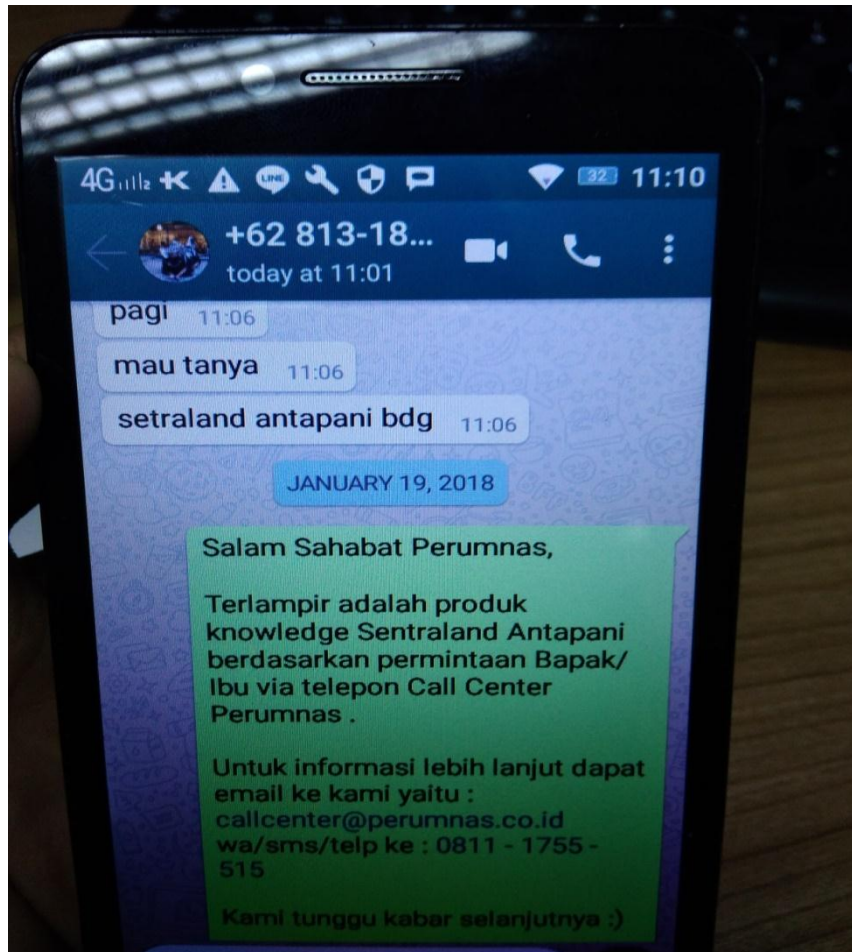 4G 32 11:10
LINE
+62 813-18...
today at 11:01
pagi 11:06
mau tanya 11:06
setraland antapani bdg 11:06
JANUARY 19, 2018
Salam Sahabat Perumnas,
Terlampir adalah produk
knowledge Sentraland Antapani
berdasarkan permintaan Bapak/
Ibu via telepon Call Center
Perumnas .
Untuk informasi lebih lanjut dapat
email ke kami yaitu :
callcenter@perumnas.co.id
wa/sms/telp ke : 0811 - 1755 -
515
Kami tunggu kabar selanjutnya :)